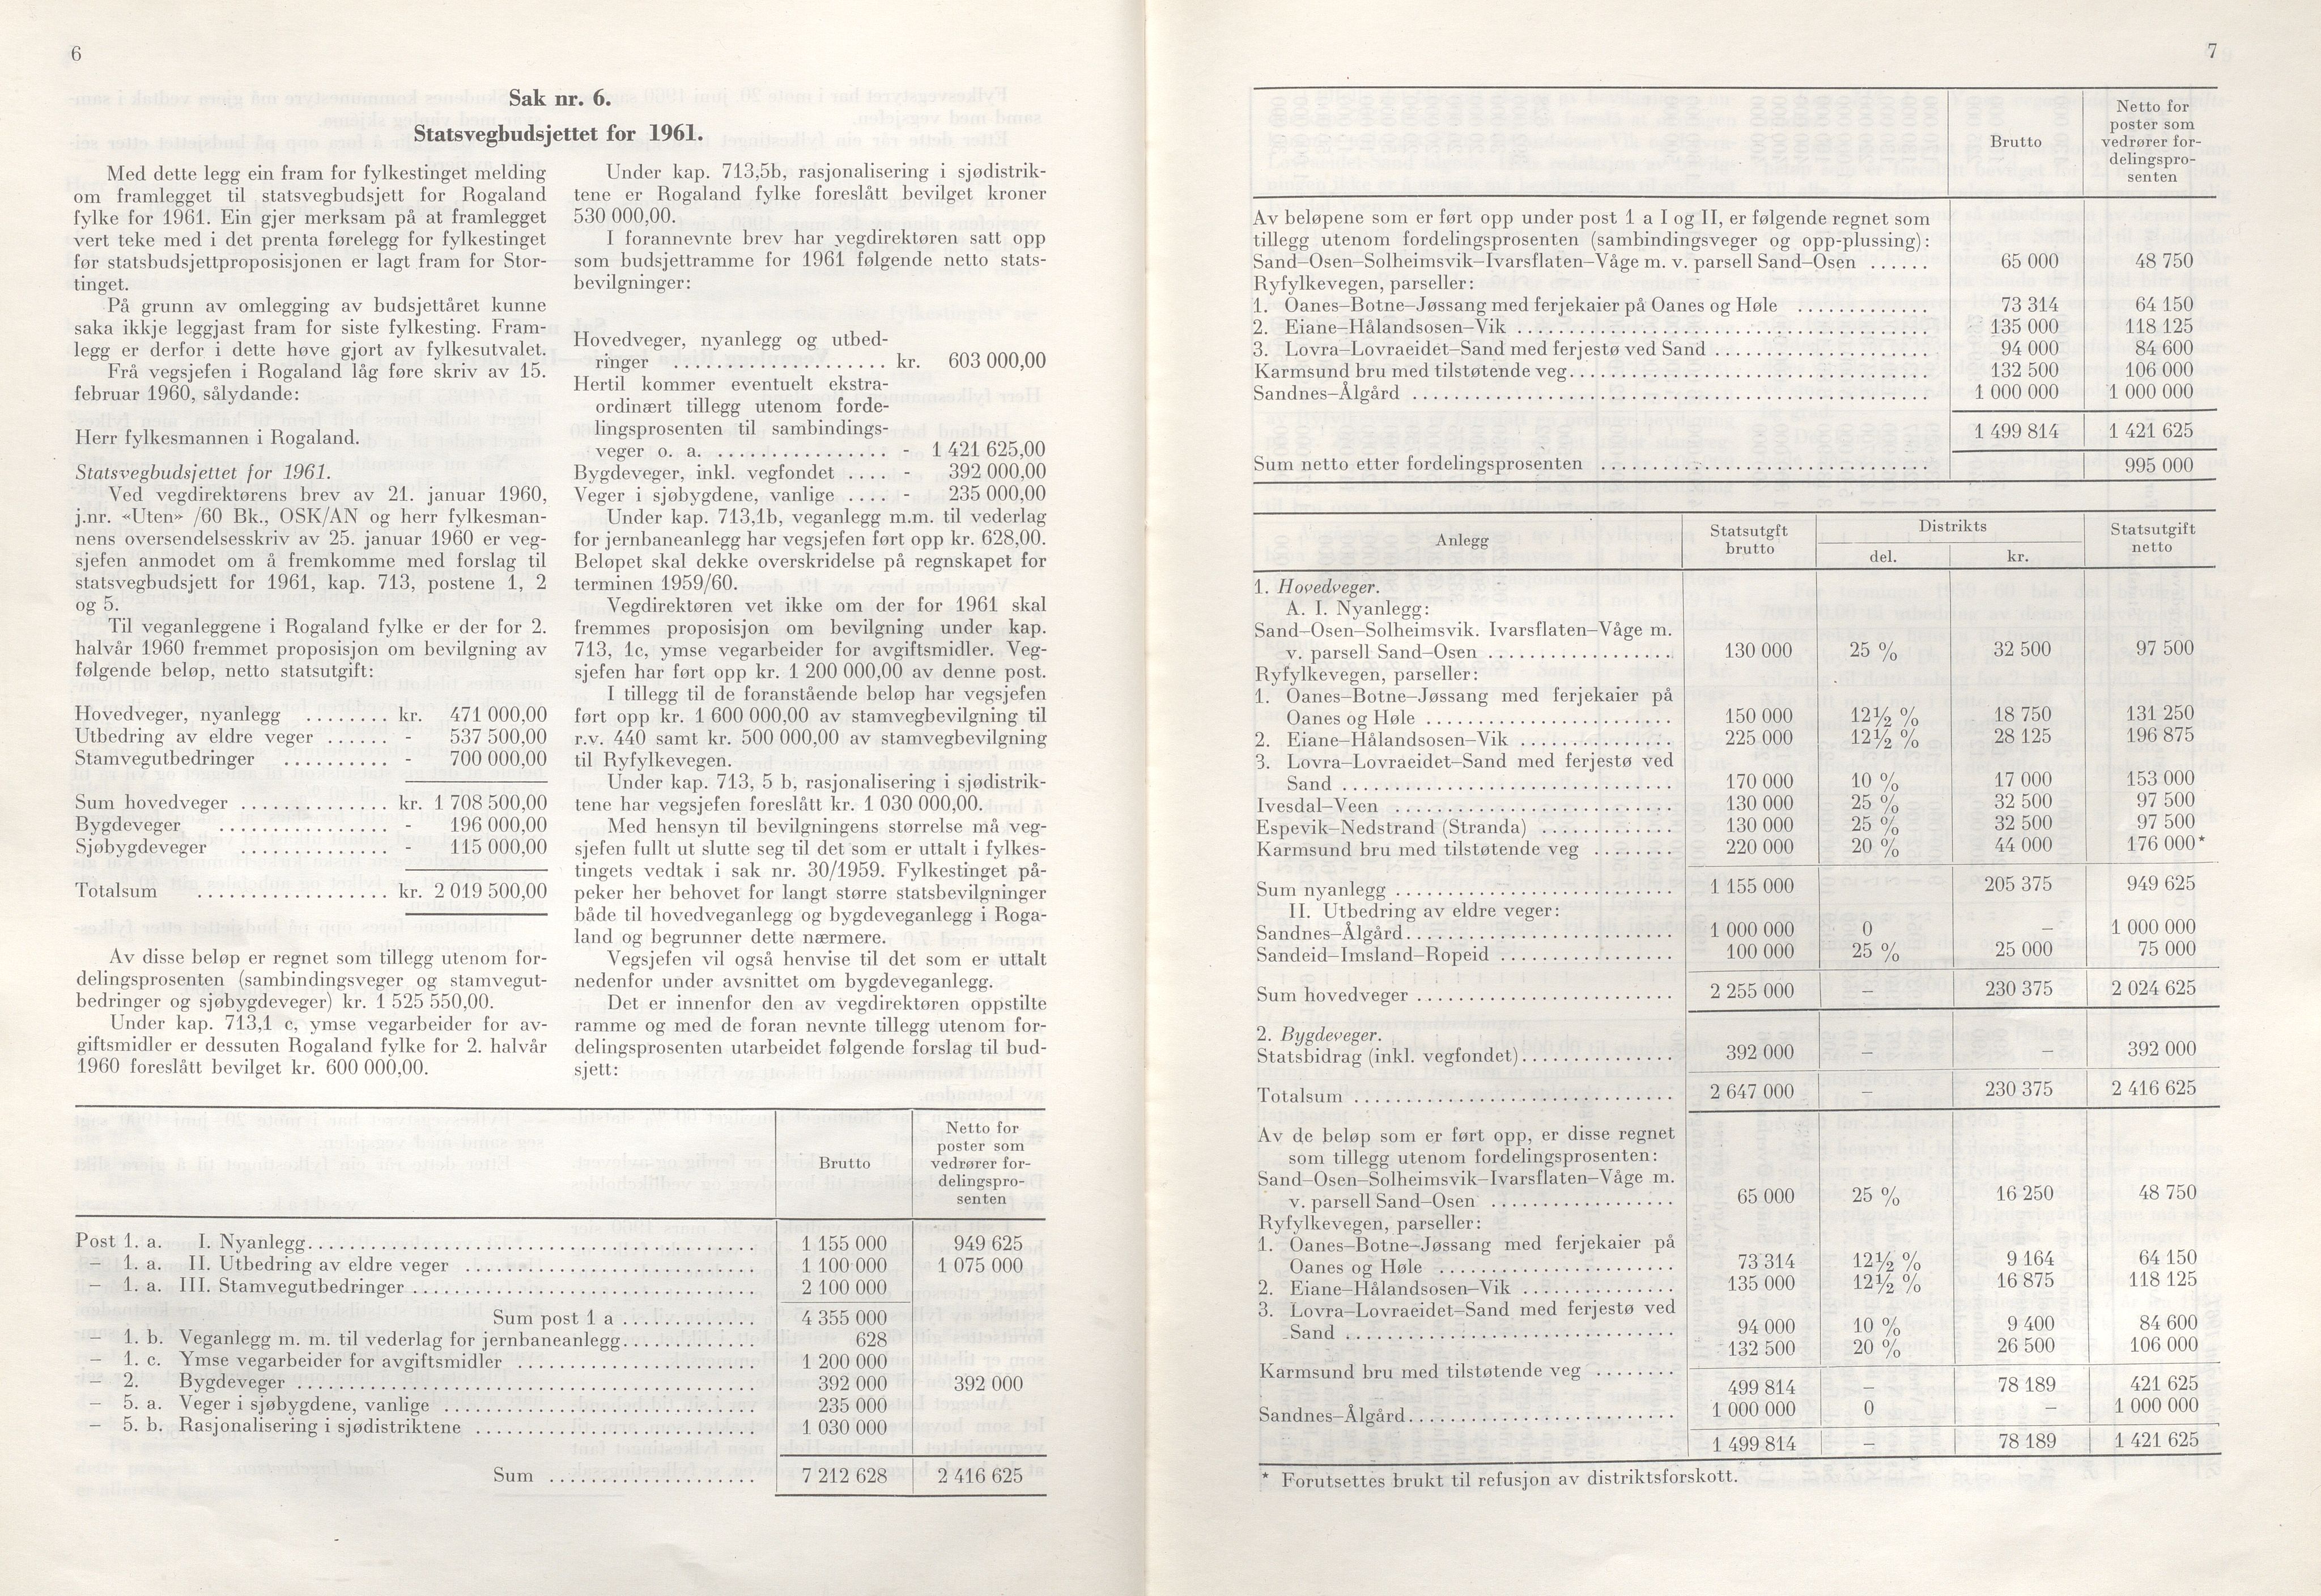 6
Sak nr. 6.
Statsvegbudsjettet for 1961.
Med dette legg ein fram for fylkestinget melding
om framlegget til statsvegbudsjett for Rogaland
fylke for 1961. Ein gjer merksam på at framlegget
vert teke med i det prenta førelegg for fylkestinget
før statsbudsjettproposisjonen er lagt fram for Stor-
tinget.
På grunn av omlegging av budsjettåret kunne
saka ikkje leggjast fram for siste fylkesting. Fram-
legg er derfor i dette høve gjort av fylkesutvalet.
Frå vegsjefen i Rogaland låg føre skriv av 15.
februar 1960, sålydande:
Herr fylkesmannen i Rogaland.
Statsvegbudsjettet for 1961.
Ved vegdirektørens brev av 21. januar 1960,
j.nr. «Uten» /60 Bk., OSK/AN og herr fylkesman-
nens oversendelsesskriv av 25. januar 1960 er veg-
sjefen anmodet om å fremkomme med forslag til
statsvegbudsjett for 1961, kap. 713, postene 1, 2
og 5.
Til veganleggene i Rogaland fylke er der for 2.
halvår 1960 fremmet proposisjon om bevilgning av
følgende beløp, netto statsutgift:
Hovedveger, nyanlegg ........ kr. 471 000,00
Utbedring av eldre veger ...... - 537 500,00
Stamvegutbedringer .......... - 700 000,00
Sum hovedveger .............. kr. 1 708 500,00
Bygdeveger ................ - 196 000,00
Sjøbygdeveger .............. - 115 000,00
Totalsum .................. kr. 2 019 500,00
Av disse beløp er regnet som tillegg utenom for-
delingsprosenten (sambindingsveger og stamvegut-
bedringer og sjøbygdeveger) kr. 1 525 550,00.
Under kap. 713,1 c, ymse vegarbeider for av-
giftsmidler er dessuten Rogaland fylke for 2. halvår
1960 foreslått bevilget kr. 600 000,00.
Under kap. 713,5b, rasjonalisering i sjødistrik-
tene er Rogaland fylke foreslått bevilget kroner
530 000,00.
I forannevnte brev har vegdirektøren satt opp
som budsjettramme for 1961 følgende netto stats-
bevilgninger:
Hovedveger, nyanlegg og utbed-
ringer ................... kr. 603 000,00
Hertil kommer eventuelt ekstra-
ordinært tillegg utenom forde-
lingsprosenten til sambindings-
veger o. a. ................ - 1 421 625,00
Bygdeveger, inkl. vegfondet .... - 392 000,00
Veger i sjøbygdene, vanlige .... - 235 000,00
Under kap. 713,1b, veganlegg m.m. til vederlag
for jernbaneanlegg har vegsjefen ført opp kr. 628,00.
Beløpet skal dekke overskridelse på regnskapet for
terminen 1959/60.
Vegdirektøren vet ikke om der for 1961 skal
fremmes proposisjon om bevilgning under kap.
713, 1c, ymse vegarbeider for avgiftsmidler. Veg-
sjefen har ført opp kr. 1 200 000,00 av denne post.
I tillegg til de foranstående beløp har vegsjefen
ført opp kr. 1 600 000,00 av stamvegbevilgning til
r.v. 440 samt kr. 500 000,00 av stamvegbevilgning
til Ryfylkevegen.
Under kap. 713, 5 b, rasjonalisering i sjødistrik-
tene har vegsjefen foreslått kr. 1 030 000,00.
Med hensyn til bevilgningens størrelse må veg-
sjefen fullt ut slutte seg til det som er uttalt i fylkes-
tingets vedtak i sak nr. 30/1959. Fylkestinget på-
peker her behovet for langt større statsbevilgninger
både til hovedveganlegg og bygdeveganlegg i Roga-
land og begrunner dette nærmere.
Vegsjefen vil også henvise til det som er uttalt
nedenfor under avsnittet om bygdeveganlegg.
Det er innenfor den av vegdirektøren oppstilte
ramme og med de foran nevnte tillegg utenom for-
delingsprosenten utarbeidet følgende forslag til bud-
sjett:
Brutto
Netto for
poster som
vedrører for-
delingspro-
senten
Post 1. a. I. Nyanlegg........ 1 155 000 949 625
– 1. a. II. Utbedring av eldre veger ........ 1 100 000 1 075 000
– 1. a. III. Stamvegutbedringer ........ 2 100 000
Sum post 1 a ............. 4 355 000
– 1. b. Veganlegg m. m. til vederlag for jernbaneanlegg............. 628
– 1. c. Ymse vegarbeider for avgiftsmidler ........ 1 200 000
– 2. Bygdeveger ........ 392 000 392 000
– 5. a. Veger i sjøbygdene, vanlige ........ 235 000
– 5. b. Rasjonalisering i sjødistriktene ........ 1 030 000
Sum .................... 7 212 628 2 416 625
7
Brutto
Netto for
poster som
vedrører for-
delingspro-
senten
Av beløpene som er ført opp under post 1 a I og II, er følgende regnet som
tillegg utenom fordelingsprosenten (sambindingsveger og opp-plussing):
Sand–Osen–Solheimsvik–Ivarsflaten–Våge m. v. parsell Sand–Osen ...... 65 000 48 750
Ryfylkevegen, parseller:
1. Oanes–Botne–Jøssang med ferjekaier på Oanes og Høle ............. 73 314 64 150
2. Eiane–Hålandsosen–Vik ........ 135 000 118 125
3. Lovra–Lovraeidet–Sand med ferjestø ved Sand ........ 94 000 84 600
Karmsund bru med tilstøtende veg........ 132 500 106 000
Sandnes–Ålgård ........ 1 000 000 1 000 000
1 499 814 1 421 625
Sum netto etter fordelingsprosenten ........ 995 000
Anlegg
Statsutgft
brutto
Distrikts
del. kr.
Statsutgift
netto
1. Hovedveger.
A. I. Nyanlegg:
Sand–Osen–Solheimsvik. Ivarsflaten–Våge m.
v. parsell Sand–Osen .................. 130 000 25 % 32 500 97 500
Ryfylkevegen, parseller:
1. Oanes–Botne–Jøssang med ferjekaier på
Oanes og Høle ........ 150 000 12½ % 18 750 131 250
2. Eiane–Hålandsosen–Vik ............... 225 000 12½ % 28 125 196 875
3. Lovra–Lovraeidet–Sand med ferjestø ved
Sand ........ 170 000 10 % 17 000 153 000
Ivesdal–Veen ........ 130 000 25 % 32 500 97 500
Espevik–Nedstrand (Stranda) ............. 130 000 25 % 32 500 97 500
Karmsund bru med tilstøtende veg ........ 220 000 20 % 44 000 176 000*
Sum nyanlegg ........ 1 155 000 205 375 949 625
II. Utbedring av eldre veger:
Sandnes–Ålgård........ 1 000 000 0 – 1 000 000
Sandeid–Imsland–Ropeid ................. 100 000 25 % 25 000 75 000
Sum hovedveger ........ 2 255 000 – 230 375 2 024 625
2. Bygdeveger.
Statsbidrag (inkl. vegfondet)............... 392 000 – – 392 000
Totalsum ........ 2 647 000 – 230 375 2 416 625
Av de beløp som er ført opp, er disse regnet
som tillegg utenom fordelingsprosenten:
Sand–Osen–Solheimsvik–Ivarsflaten–Våge m.
v. parsell Sand–Osen .................. 65 000 25 % 16 250 48 750
Ryfylkevegen, parseller:
1. Oanes–Botne–Jøssang med ferjekaier på
Oanes og Høle ........ 73 314 12½ % 9 164 64 150
2. Eiane–Hålandsosen–Vik ............... 135 000 12½ % 16 875 118 125
3. Lovra–Lovraeidet–Sand med ferjestø ved
Sand ........ 94 000 10 % 9 400 84 600
132 500 20 % 26 500 106 000
Karmsund bru med tilstøtende veg ........
499 814 – 78 189 421 625
Sandnes–Ålgård........ 1 000 000 0 – 1 000 000
1 499 814 – 78 189 1 421 625
* Forutsettes brukt til refusjon av distriktsforskott.